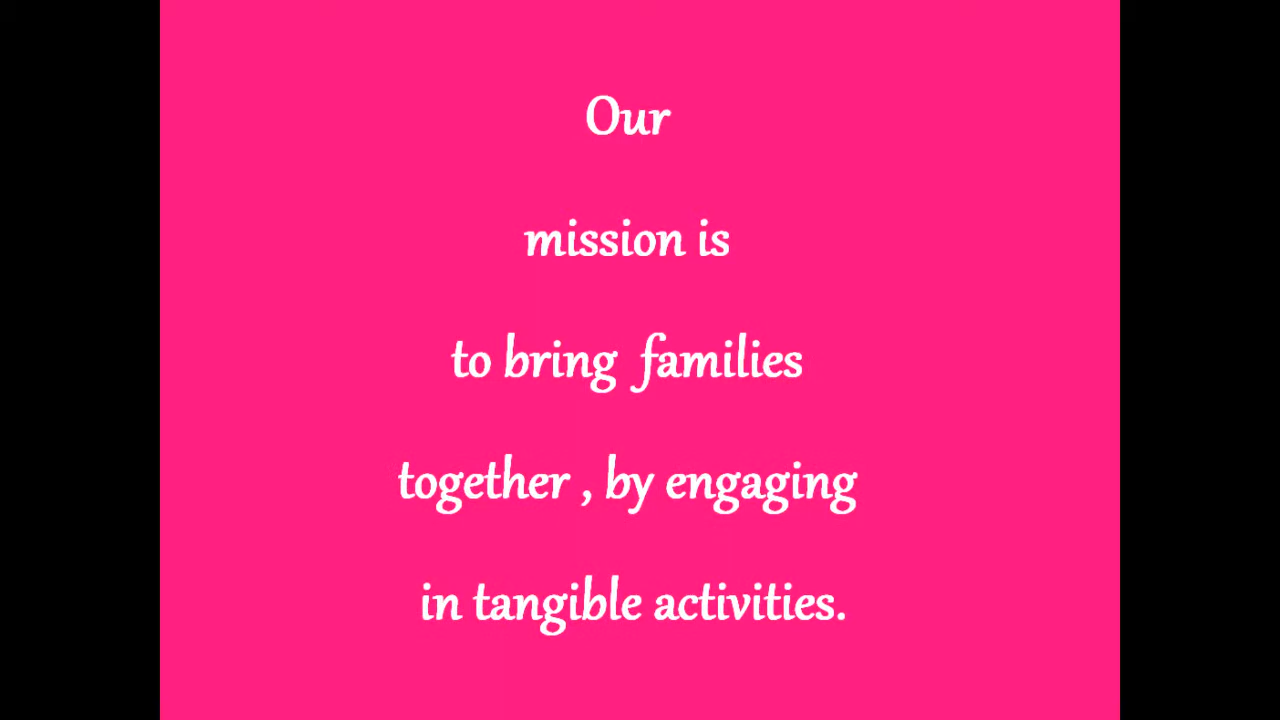 Our
mission is
to bring families
together , by engaging
in tangible activities.